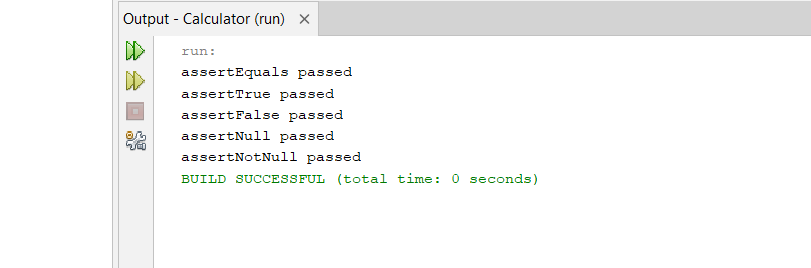 Output - Calculator (run)
run:
assertEquals passed
assertTrue passed
assertFalse passed
assertNull passed
assertNotNull passed
BUILD SUCCESSFUL (total time: 0 seconds)